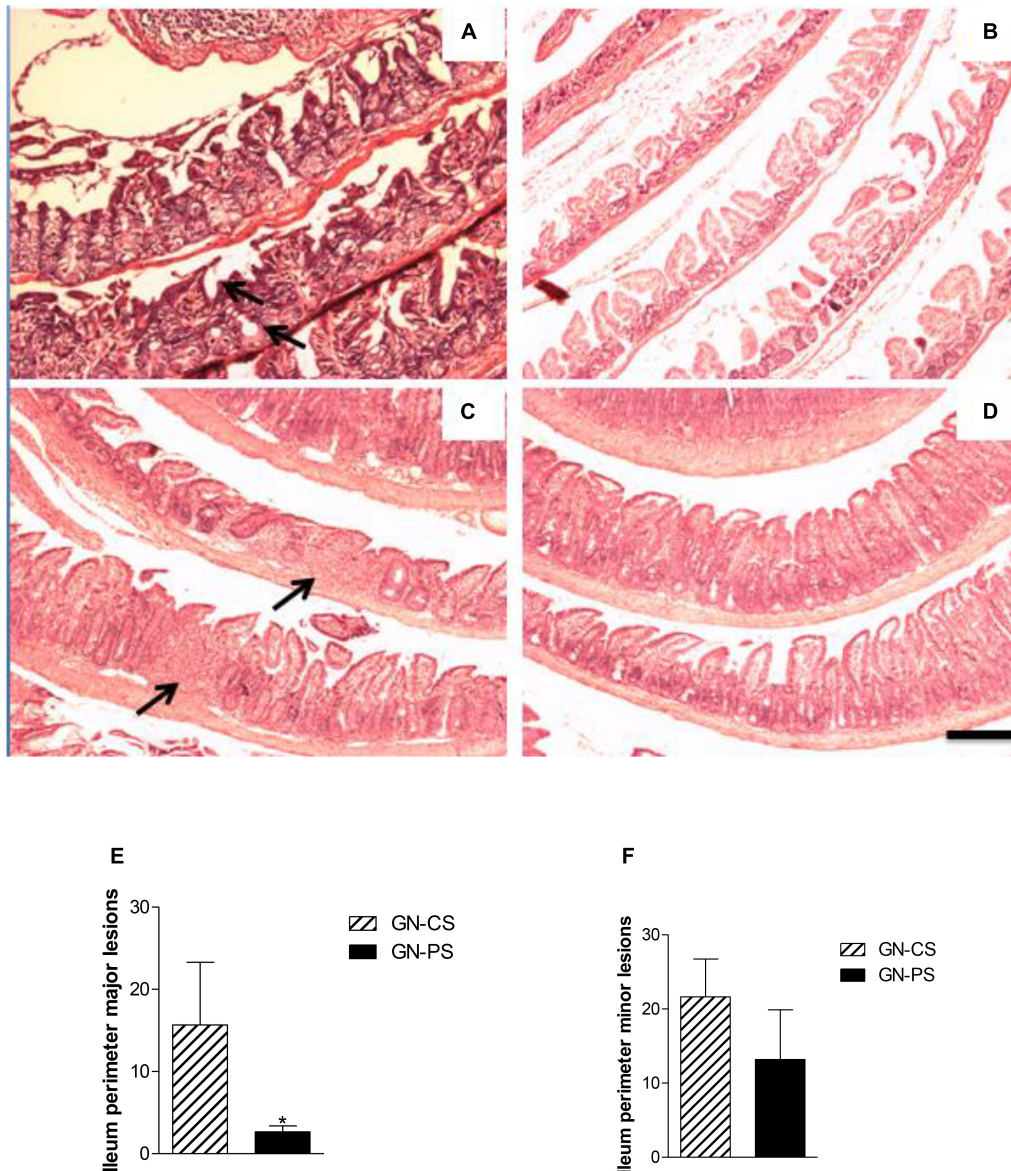 A
B
C
D
E
F
Ileum perimeter major lesions
30
20
10
0
*
GN-CS
GN-PS
Ileum perimeter minor lesions
30
20
10
0
GN-CS
GN-PS